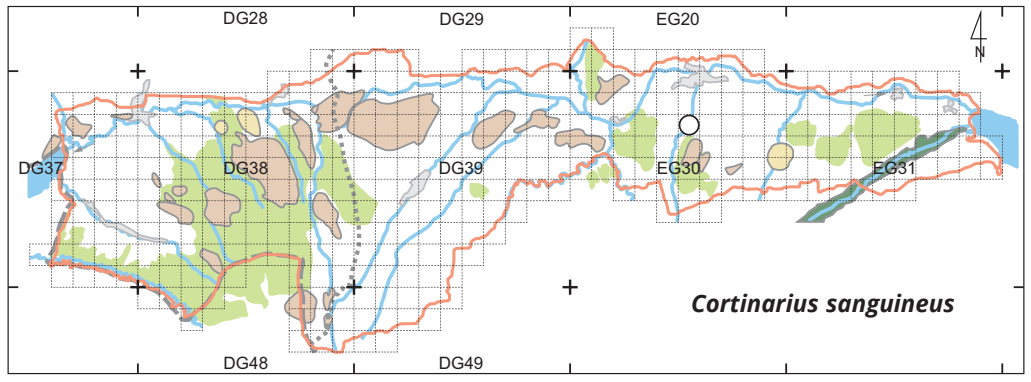 DG28 DG29 EG20
N
DG37 DG38 DG39 EG30 EG31
Cortinarius sanguineus
DG48 DG49